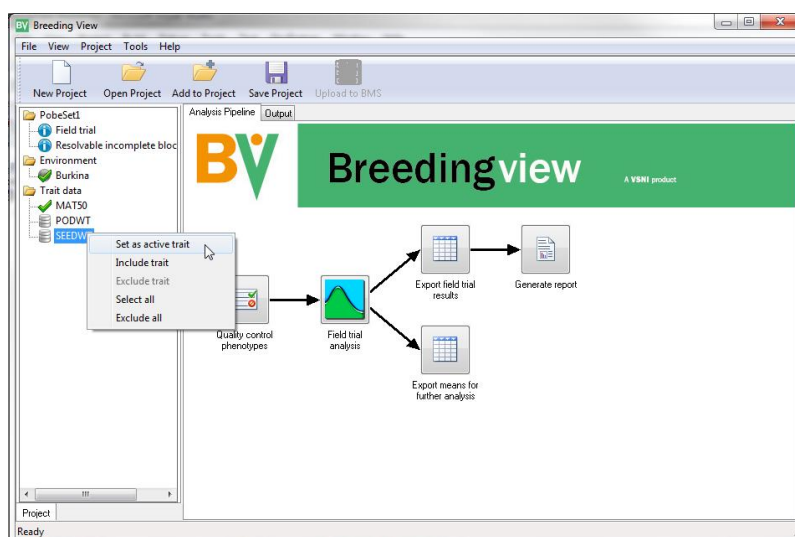 Breeding View
File View Project Tools Help
New Project Open Project Add to Project Save Project Upload to BMS
PobeSet1
Field trial
Resolvable incomplete bloc
Environment
Burkina
Trait data
MAT50
PODWT
SEEDW
Set as active trait
Include trait
Exclude trait
Select all
Exclude all
Project
Ready
Analysis Pipeline Output
BV
Breedingview
A VSNI product
Quality control
phenotypes
Field trial
analysis
Export field trial
results
Generate report
Export means for
further analysis